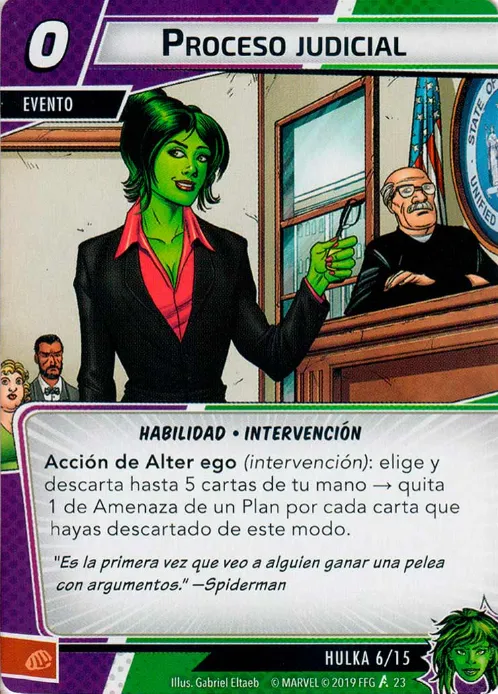 0
PROCESO JUDICIAL
EVENTO
STATE OF
UNIFIED
HABILIDAD • INTERVENCIÓN
Acción de Alter ego (intervención): elige y
descarta hasta 5 cartas de tu mano → quita
1 de Amenaza de un Plan por cada carta que
hayas descartado de este modo.
"Es la primera vez que veo a alguien ganar una pelea
con argumentos." —Spiderman
HULKA 6/15
Illus. Gabriel Eltaeb © MARVEL © 2019 FFG 23